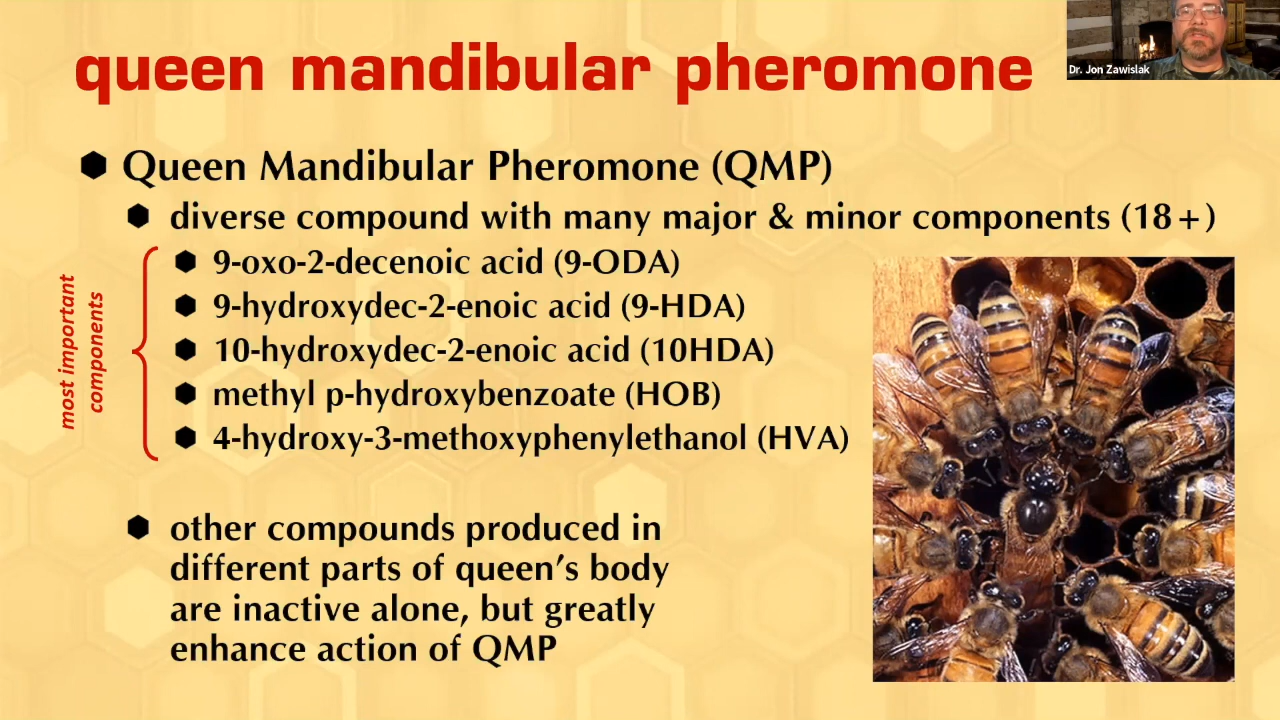 queen mandibular pheromone
Dr. Jon Zawislak
Queen Mandibular Pheromone (QMP)
diverse compound with many major & minor components (18+)
most important
components
9-oxo-2-decenoic acid (9-ODA)
9-hydroxydec-2-enoic acid (9-HDA)
10-hydroxydec-2-enoic acid (10HDA)
methyl p-hydroxybenzoate (HOB)
4-hydroxy-3-methoxyphenylethanol (HVA)
other compounds produced in
different parts of queen’s body
are inactive alone, but greatly
enhance action of QMP